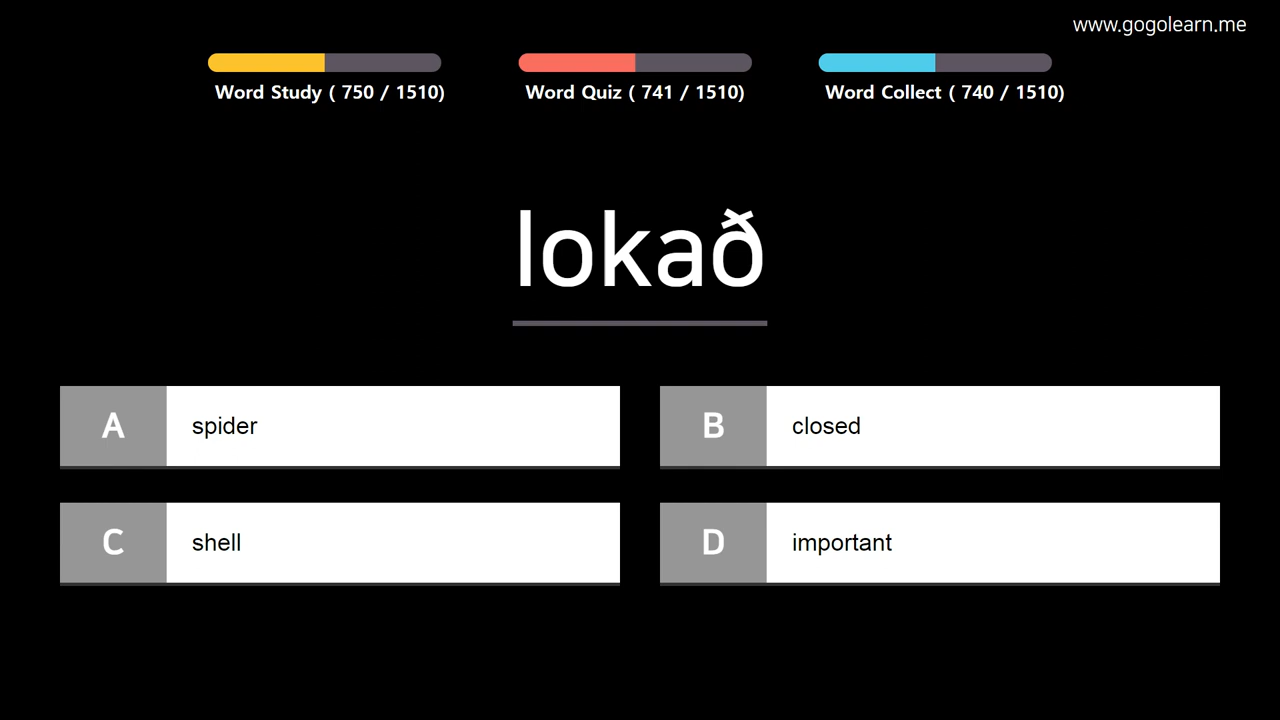 www.gogolearn.me
Word Study ( 750 / 1510)
Word Quiz ( 741 / 1510)
Word Collect ( 740 / 1510)
lokað
A spider
B closed
C shell
D important